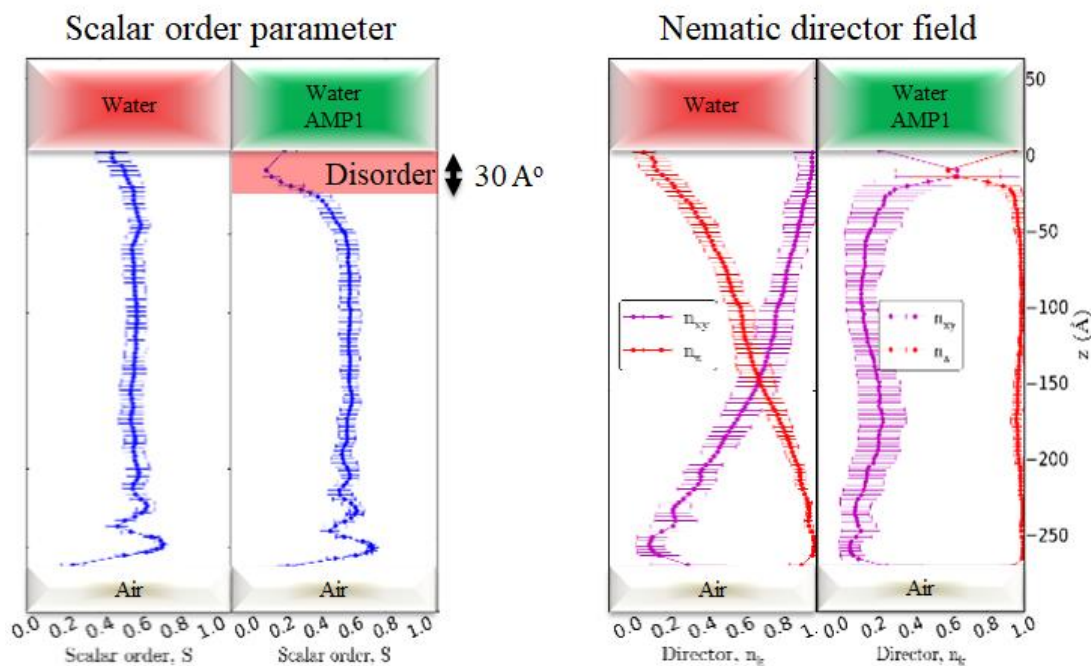 Scalar order parameter
Nematic director field
Water
Water
AMP1
Water
Water
AMP1
Disorder
30 Aº
50
0
−50
−100
−150
−200
−250
z (Å)
n_xy
n_z
n_xy
Air
Air
Air
Air
0.0 0.2 0.4 0.6 0.8 1.0
0.0 0.2 0.4 0.6 0.8 1.0
0.0 0.2 0.4 0.6 0.8 1.0
0.0 0.2 0.4 0.6 0.8 1.0
Scalar order, S
Scalar order, S
Director,
Director,